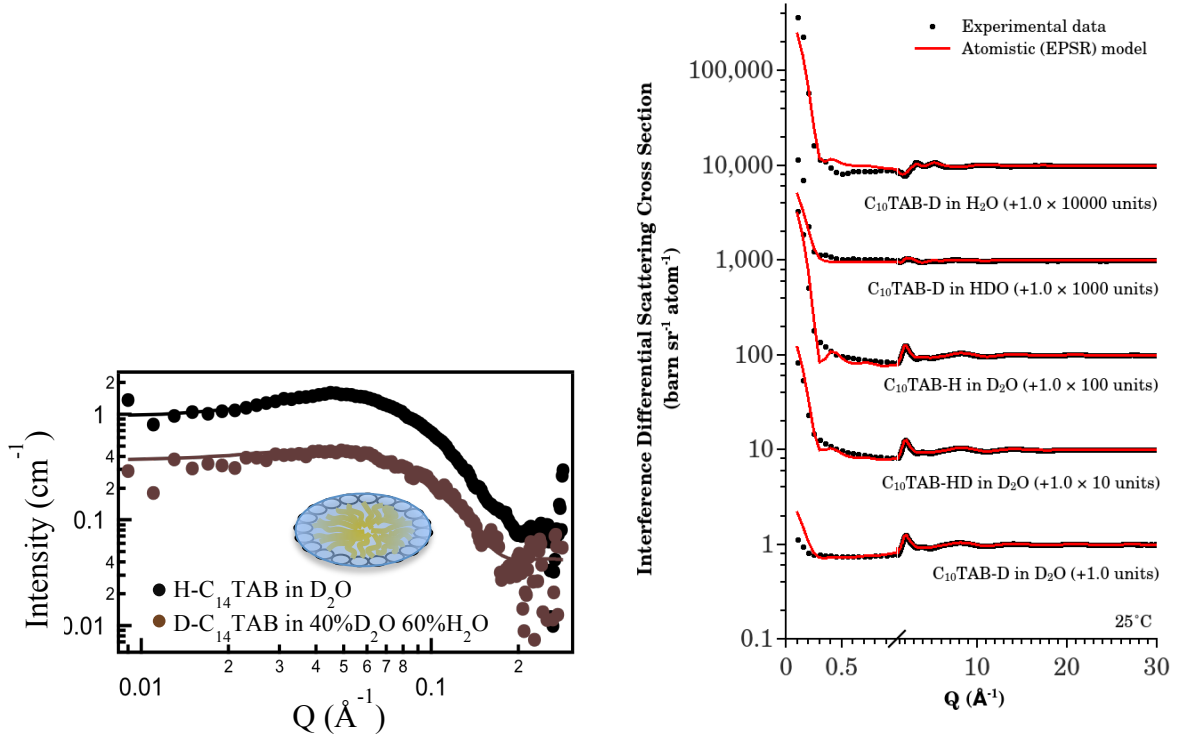 Intensity (cm⁻¹)
2
1
4
2
0.1
4
2
0.01
H-C₁₄TAB in D₂O
D-C₁₄TAB in 40%D₂O 60%H₂O
0.01
2
3
4
5
6
7
8
0.1
2
Q (Å⁻¹)
Interference Differential Scattering Cross Section
(barn sr⁻¹ atom⁻¹)
Experimental data
Atomistic (EPSR) model
100,000
10,000
C₁₀TAB-D in H₂O (+1.0 × 10000 units)
1,000
C₁₀TAB-D in HDO (+1.0 × 1000 units)
100
C₁₀TAB-H in D₂O (+1.0 × 100 units)
10
C₁₀TAB-HD in D₂O (+1.0 × 10 units)
1
C₁₀TAB-D in D₂O (+1.0 units)
25°C
0.1
0
0.5
10
20
30
Q (Å⁻¹)